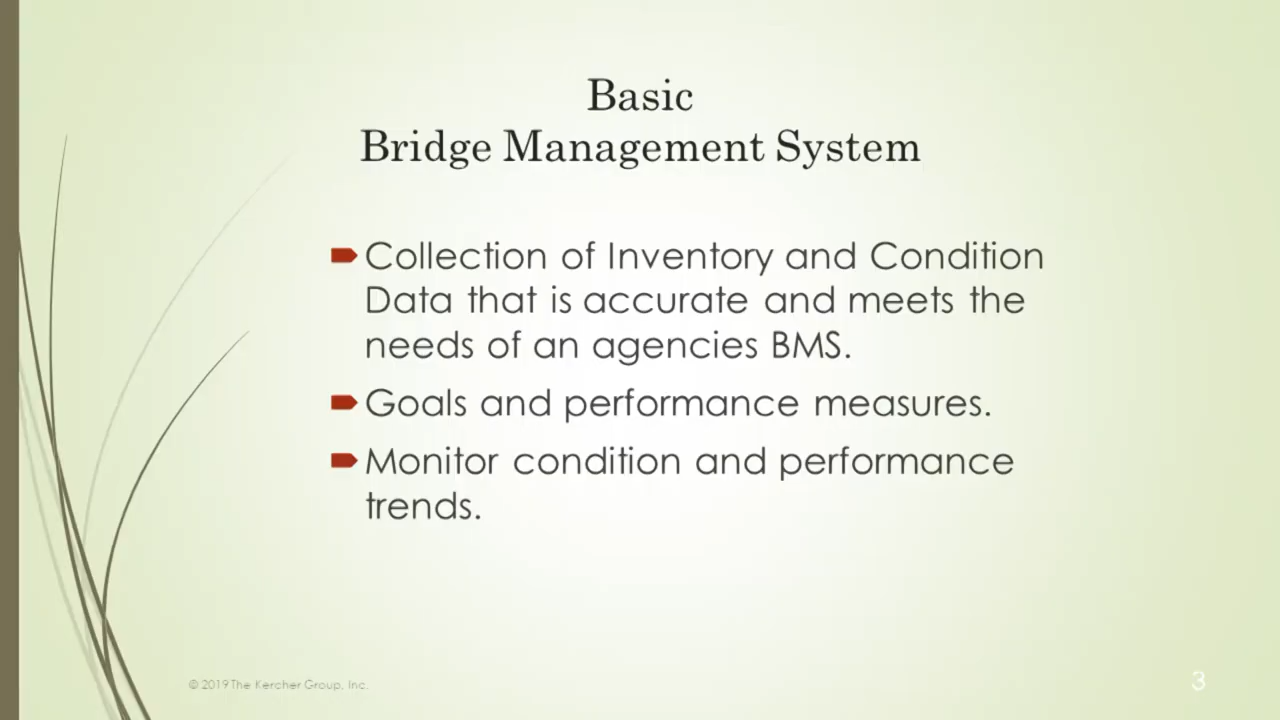 Basic
Bridge Management System
Collection of Inventory and Condition
Data that is accurate and meets the
needs of an agencies BMS.
Goals and performance measures.
Monitor condition and performance
trends.
© 2019 The Kercher Group, Inc.
3